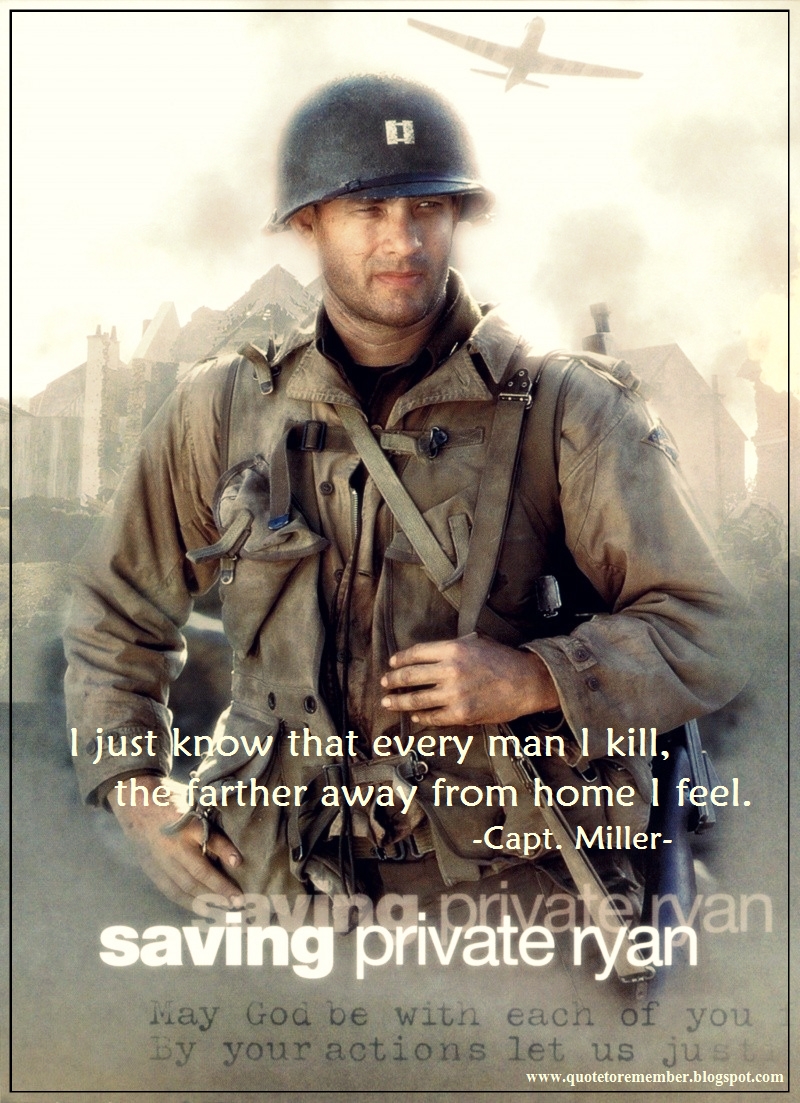 I just know that every man I kill,
the farther away from home I feel.
-Capt. Miller-
saving private ryan
saving private ryan
May God be with each of you
By your actions let us
www.quotetoremember.blogspot.com